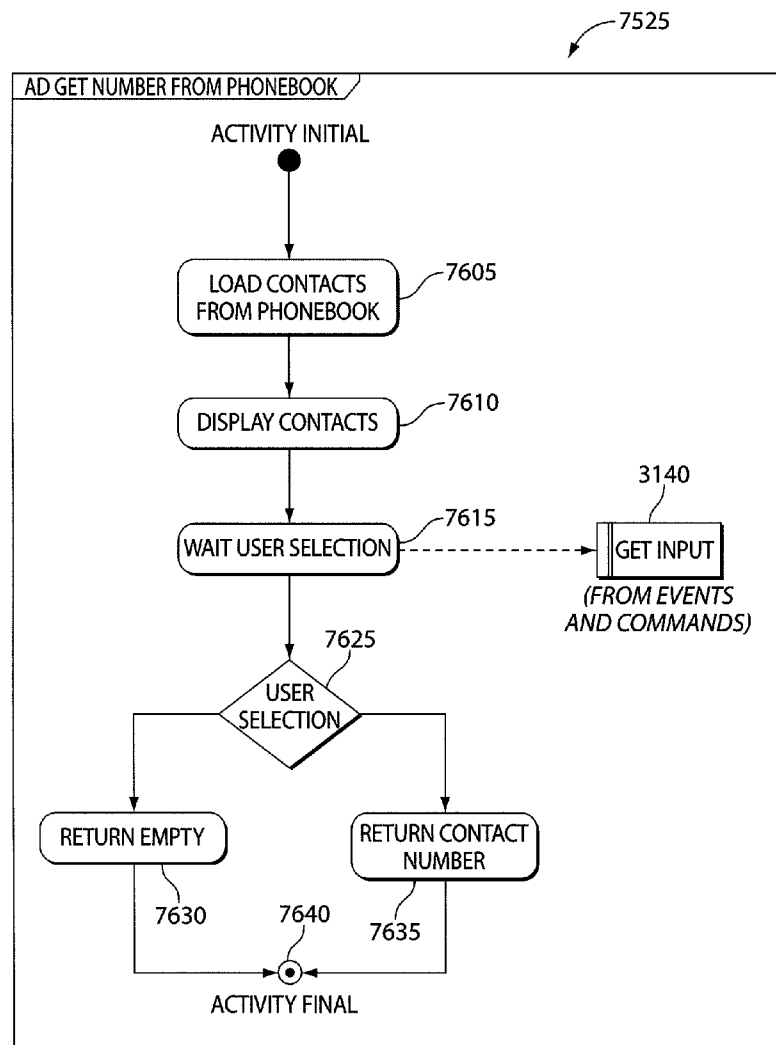 7525
AD GET NUMBER FROM PHONEBOOK
ACTIVITY INITIAL
7605
LOAD CONTACTS
FROM PHONEBOOK
7610
DISPLAY CONTACTS
3140
7615
WAIT USER SELECTION
GET INPUT
(FROM EVENTS
AND COMMANDS)
7625
USER
SELECTION
RETURN EMPTY
RETURN CONTACT
NUMBER
7630
7635
7640
ACTIVITY FINAL